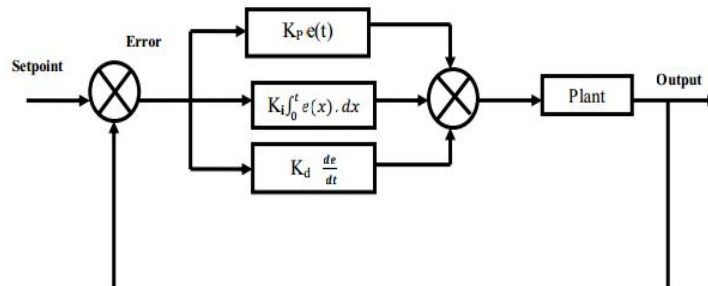 K_P e(t)
Error
Setpoint
K_i∫_0^t e(x). dx
Plant
Output
K_d de/dt